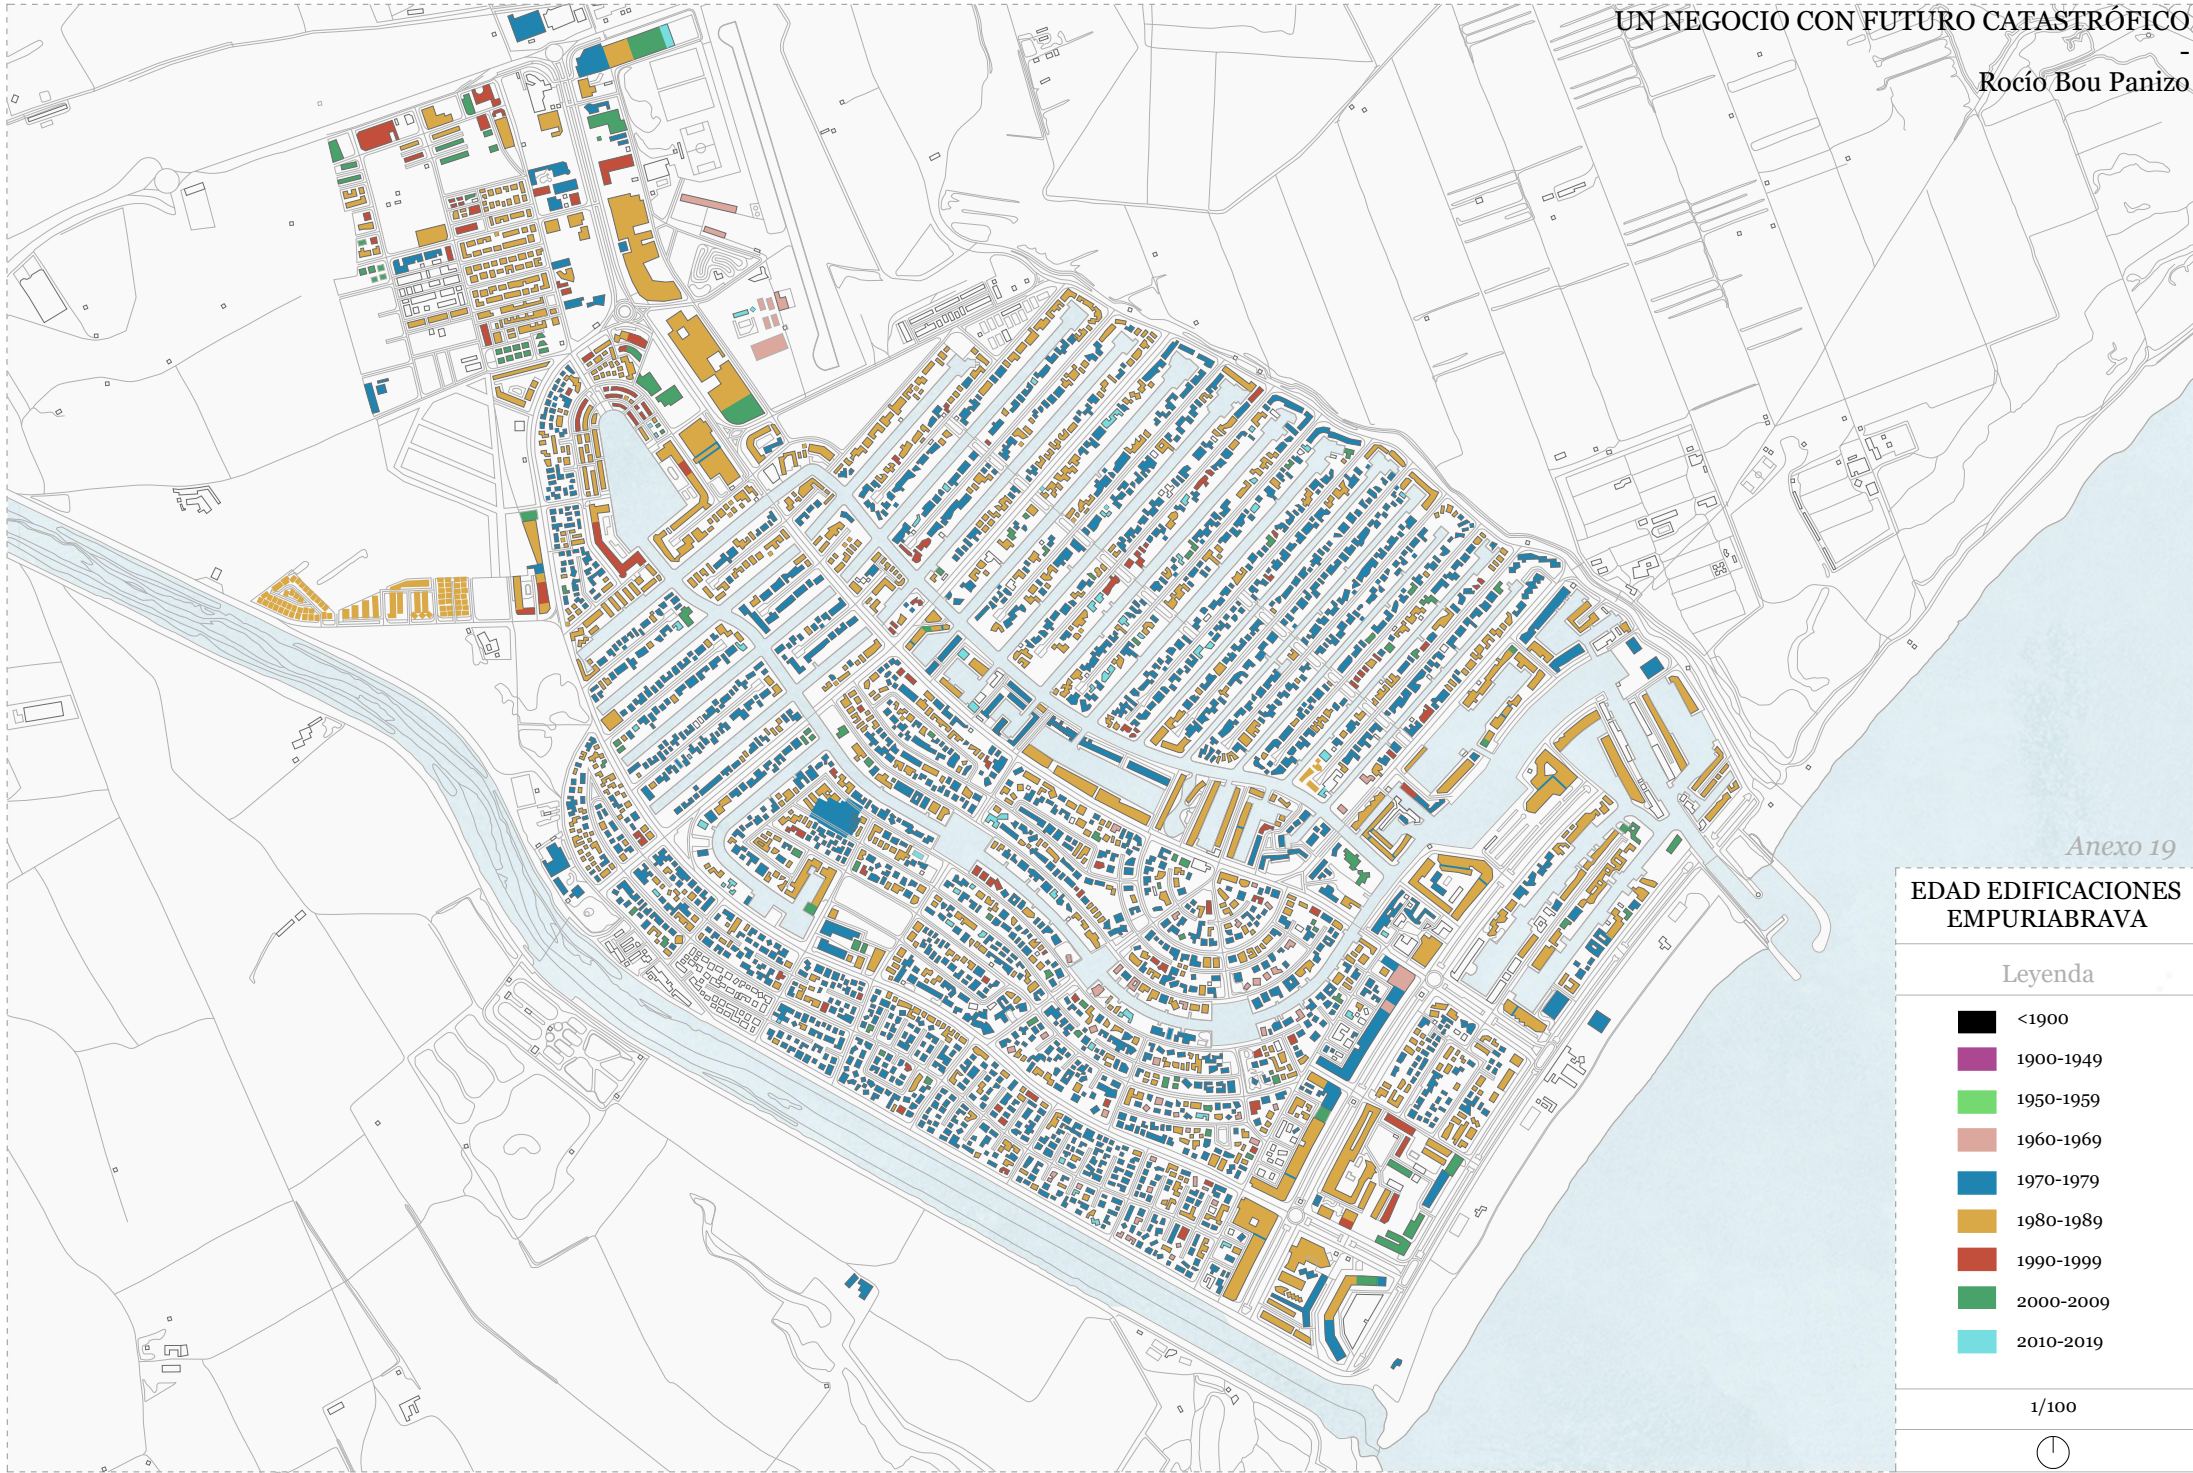 UN NEGOCIO CON FUTURO CATASTRÓFICO
-
Rocío Bou Panizo
Anexo 19
EDAD EDIFICACIONES
EMPURIABRAVA
Leyenda
<1900
1900-1949
1950-1959
1960-1969
1970-1979
1980-1989
1990-1999
2000-2009
2010-2019
1/100